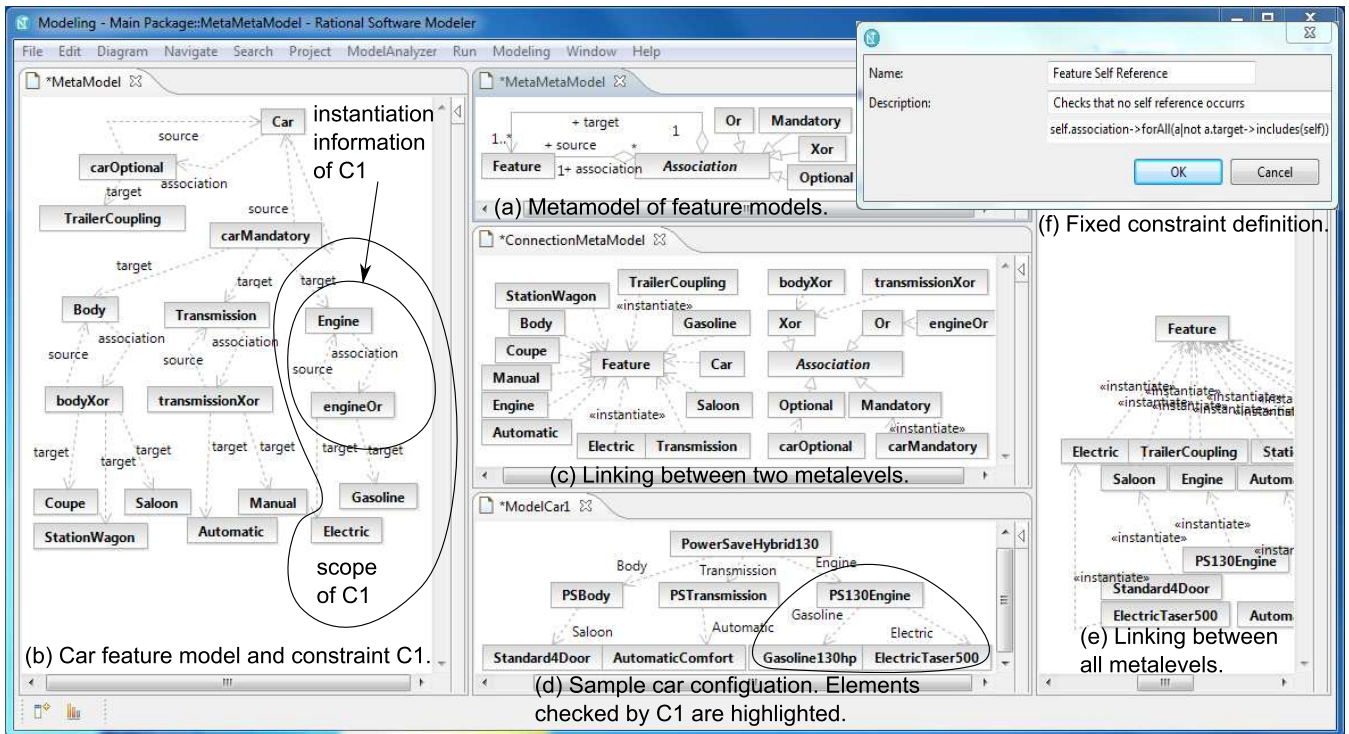 Modeling - Main Package::MetaMetaModel - Rational Software Modeler
File Edit Diagram Navigate Search Project ModelAnalyzer Run Modeling Window Help
*MetaModel
Car
source
carOptional
association
target
TrailerCoupling
source
carMandatory
target
target
target
Body
Transmission
Engine
association
association
association
source
source
source
bodyXor
transmissionXor
engineOr
target
target
target
target
target
target
target
Coupe
Saloon
Manual
Gasoline
StationWagon
Automatic
Electric
instantiation
information
of C1
scope
of C1
(b) Car feature model and constraint C1.
*MetaMetaModel
+ target
1
1..*
+ source
*
Feature
1+ association
Association
Or
Mandatory
Xor
Optional
(a) Metamodel of feature models.
*ConnectionMetaModel
TrailerCoupling
bodyXor
transmissionXor
StationWagon
«instantiate»
Body
Gasoline
Xor
Or
engineOr
Coupe
Feature
Car
Association
Manual
Engine
Saloon
Optional
Mandatory
«instantiate»
«instantiate»
Automatic
Electric
Transmission
carOptional
carMandatory
(c) Linking between two metalevels.
*ModelCar1
PowerSaveHybrid130
Body
Transmission
Engine
PSBody
PSTransmission
PS130Engine
Saloon
Automatic
Gasoline
Electric
Standard4Door
AutomaticComfort
Gasoline130hp
ElectricTaser500
(d) Sample car configuation. Elements
checked by C1 are highlighted.
Name:
Feature Self Reference
Description:
Checks that no self reference occurrs
self.association->forAll(a|not a.target->includes(self))
OK
Cancel
(f) Fixed constraint definition.
Feature
«instantiate»
Electric
TrailerCoupling
Stati
Saloon
Engine
Autom
«instantiate»
«instantiate»
PS130Engine
«instar
«instantiate»
Standard4Door
ElectricTaser500
Autom
(e) Linking between
all metalevels.